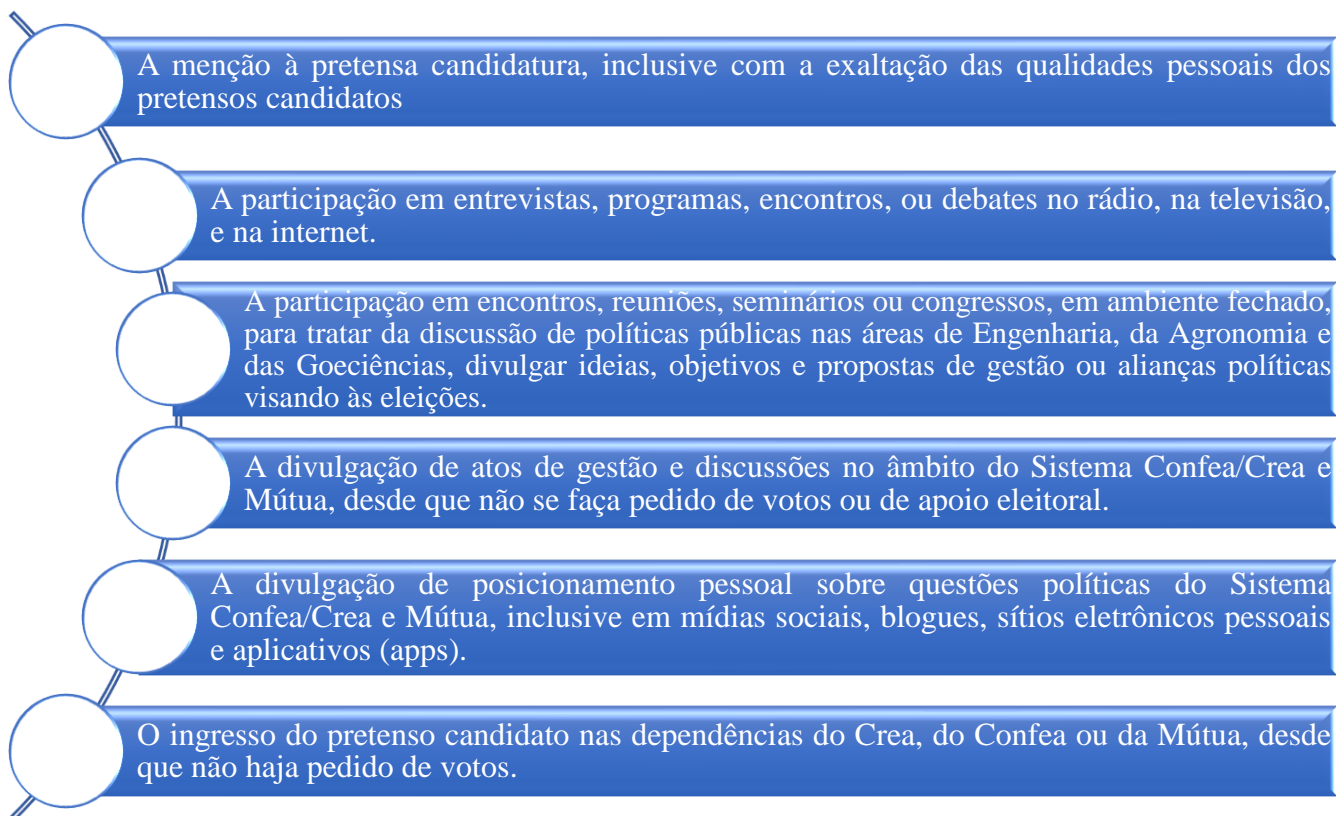 A menção à pretensa candidatura, inclusive com a exaltação das qualidades pessoais dos
pretensos candidatos
A participação em entrevistas, programas, encontros, ou debates no rádio, na televisão,
e na internet.
A participação em encontros, reuniões, seminários ou congressos, em ambiente fechado,
para tratar da discussão de políticas públicas nas áreas de Engenharia, da Agronomia e
das Goeciências, divulgar ideias, objetivos e propostas de gestão ou alianças políticas
visando às eleições.
A divulgação de atos de gestão e discussões no âmbito do Sistema Confea/Crea e
Mútua, desde que não se faça pedido de votos ou de apoio eleitoral.
A divulgação de posicionamento pessoal sobre questões políticas do Sistema
Confea/Crea e Mútua, inclusive em mídias sociais, blogues, sítios eletrônicos pessoais
e aplicativos (apps).
O ingresso do pretenso candidato nas dependências do Crea, do Confea ou da Mútua, desde
que não haja pedido de votos.